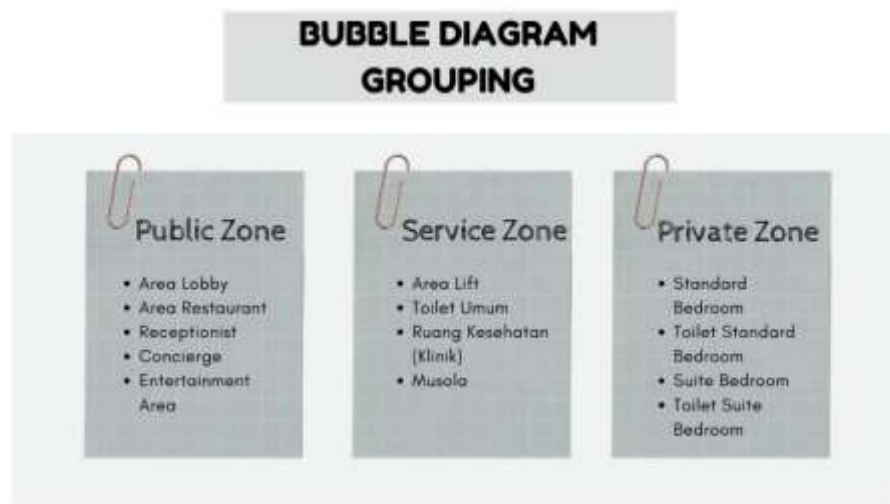 BUBBLE DIAGRAM
GROUPING
Public Zone
• Area Lobby
• Area Restaurant
• Receptionist
• Concierge
• Entertainment
Area
Service Zone
• Area Lift
• Toilet Umum
• Ruang Kesehatan
(Klinik)
• Musola
Private Zone
• Standard
Bedroom
• Toilet Standard
Bedroom
• Suite Bedroom
• Toilet Suite
Bedroom